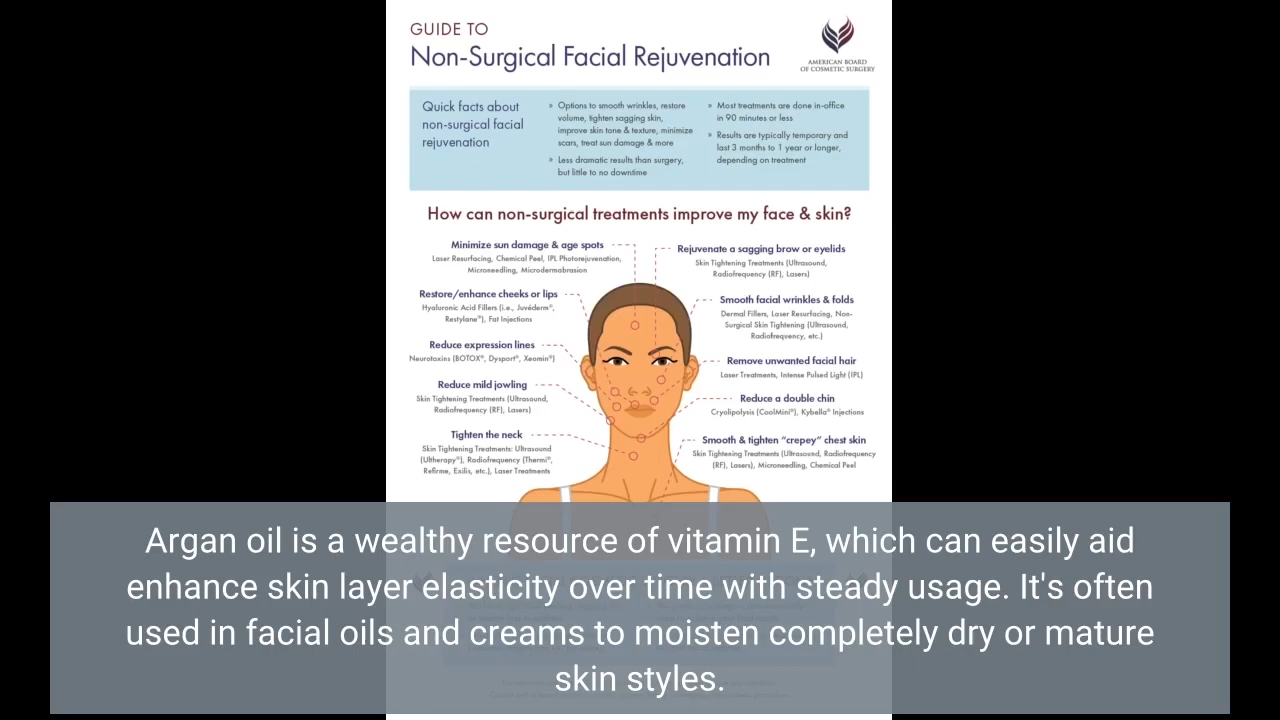 GUIDE TO
Non-Surgical Facial Rejuvenation
AMERICAN BOARD
OF COSMETIC SURGERY
Quick facts about
non-surgical facial
rejuvenation
» Options to smooth wrinkles, restore
volume, tighten sagging skin,
improve skin tone & texture, minimize
scars, treat sun damage & more
» Less dramatic results than surgery,
but little to no downtime
» Most treatments are done in-office
in 90 minutes or less
» Results are typically temporary and
last 3 months to 1 year or longer,
depending on treatment
How can non-surgical treatments improve my face & skin?
Minimize sun damage & age spots
Laser Resurfacing, Chemical Peel, IPL Photorejuvenation,
Microneedling, Microdermabrasion
Restore/enhance cheeks or lips
Hyaluronic Acid Fillers (i.e., Juvéderm®,
Restylane®), Fat Injections
Reduce expression lines
Neurotoxins (BOTOX®, Dysport®, Xeomin®)
Reduce mild jowling
Skin Tightening Treatments (Ultrasound,
Radiofrequency (RF), Lasers)
Tighten the neck
Skin Tightening Treatments: Ultrasound
(Ultherapy®), Radiofrequency (Thermi®,
Refirme, Exilis, etc.), Laser Treatments
Rejuvenate a sagging brow or eyelids
Skin Tightening Treatments (Ultrasound,
Radiofrequency (RF), Lasers)
Smooth facial wrinkles & folds
Dermal Fillers, Laser Resurfacing, Non-
Surgical Skin Tightening (Ultrasound,
Radiofrequency, etc.)
Remove unwanted facial hair
Laser Treatments, Intense Pulsed Light (IPL)
Reduce a double chin
Cryolipolysis (CoolMini®), Kybella® Injections
Smooth & tighten “crepey” chest skin
Skin Tightening Treatments (Ultrasound, Radiofrequency
(RF), Lasers), Microneedling, Chemical Peel
Argan oil is a wealthy resource of vitamin E, which can easily aid
enhance skin layer elasticity over time with steady usage. It's often
used in facial oils and creams to moisten completely dry or mature
skin styles.